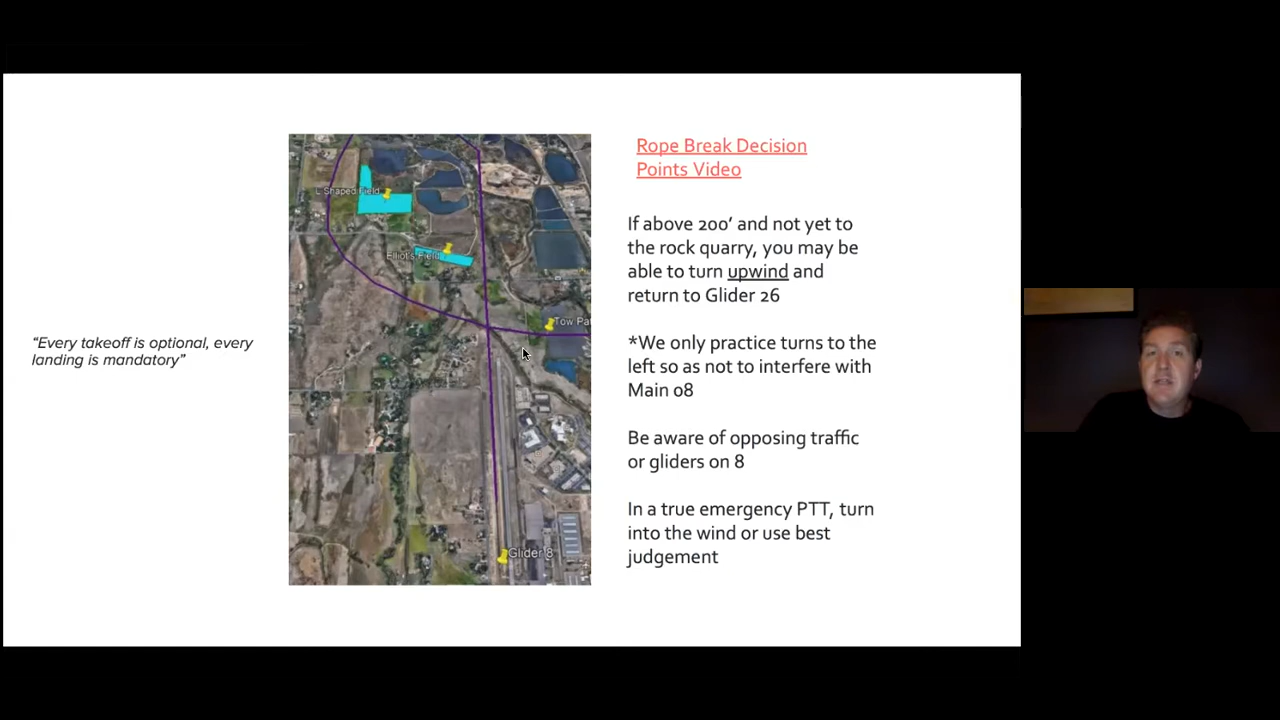 Rope Break Decision
Points Video
L Shaped Field
Elliot's Field
Tow Pa
Glider 8
"Every takeoff is optional, every
landing is mandatory"
If above 200' and not yet to
the rock quarry, you may be
able to turn upwind and
return to Glider 26
*We only practice turns to the
left so as not to interfere with
Main 08
Be aware of opposing traffic
or gliders on 8
In a true emergency PTT, turn
into the wind or use best
judgement